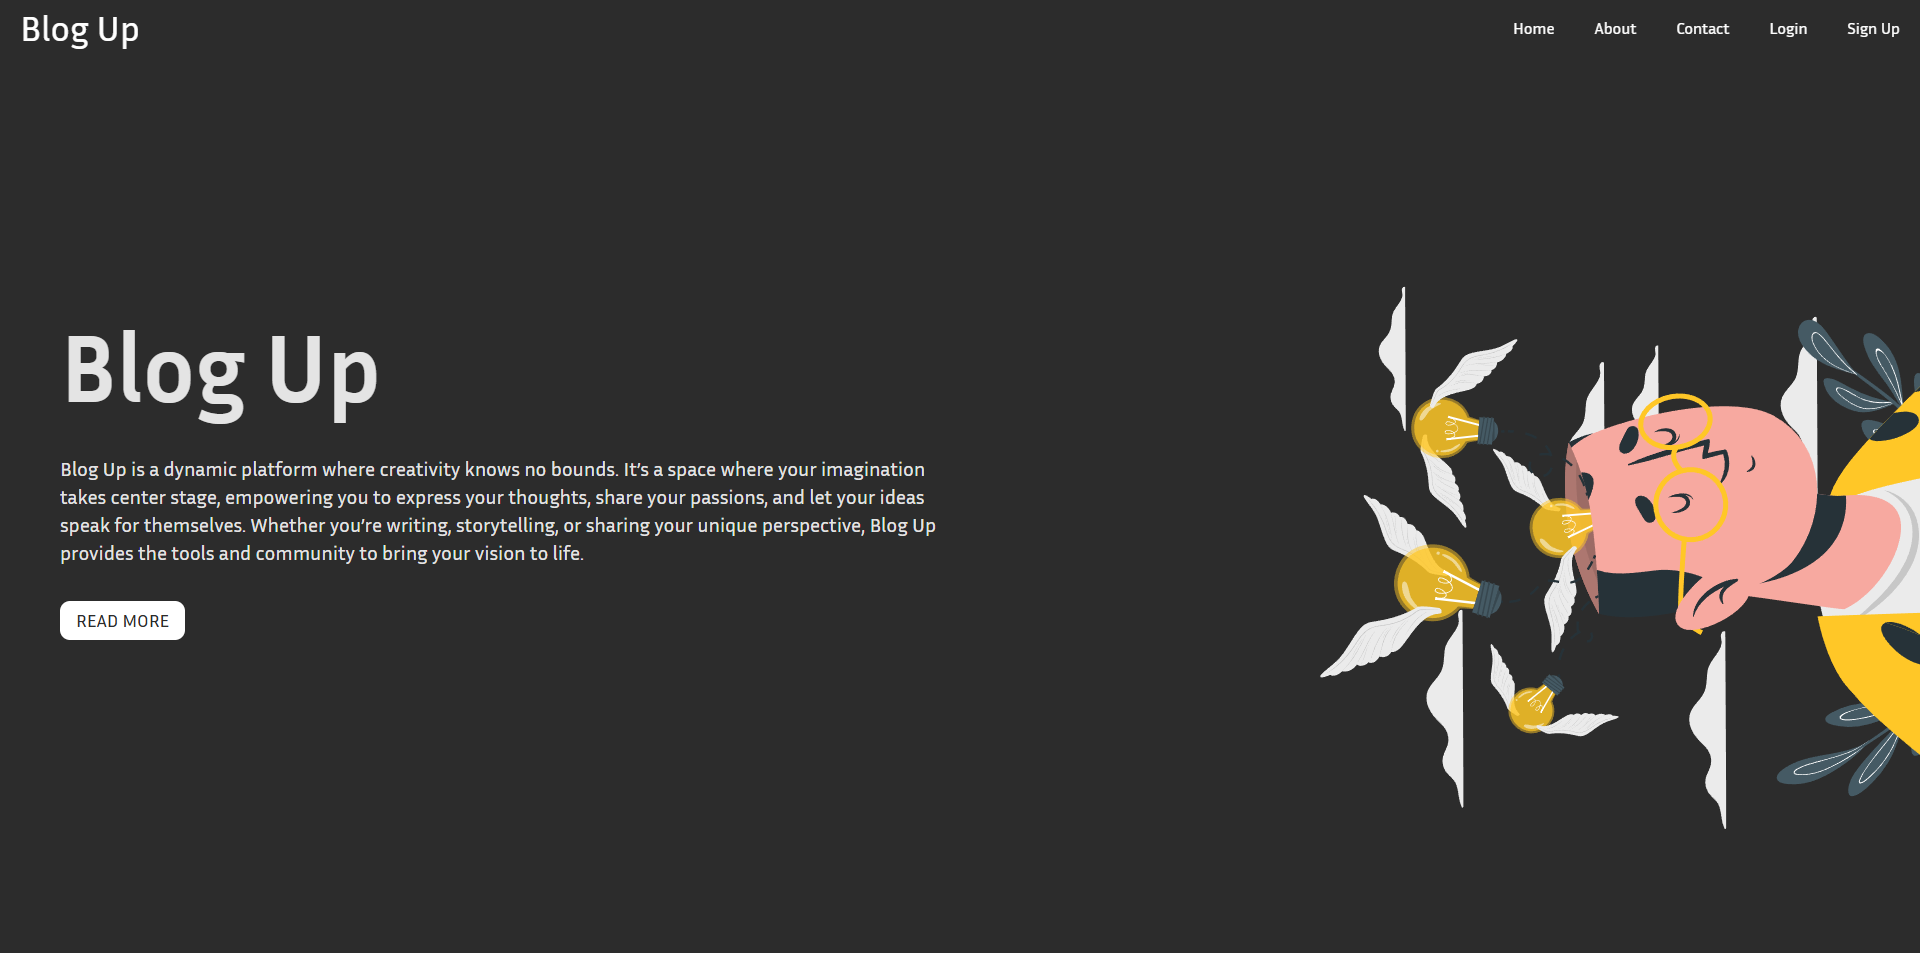 Blog Up
Home About Contact Login Sign Up
Blog Up
Blog Up is a dynamic platform where creativity knows no bounds. It’s a space where your imagination
takes center stage, empowering you to express your thoughts, share your passions, and let your ideas
speak for themselves. Whether you’re writing, storytelling, or sharing your unique perspective, Blog Up
provides the tools and community to bring your vision to life.
READ MORE